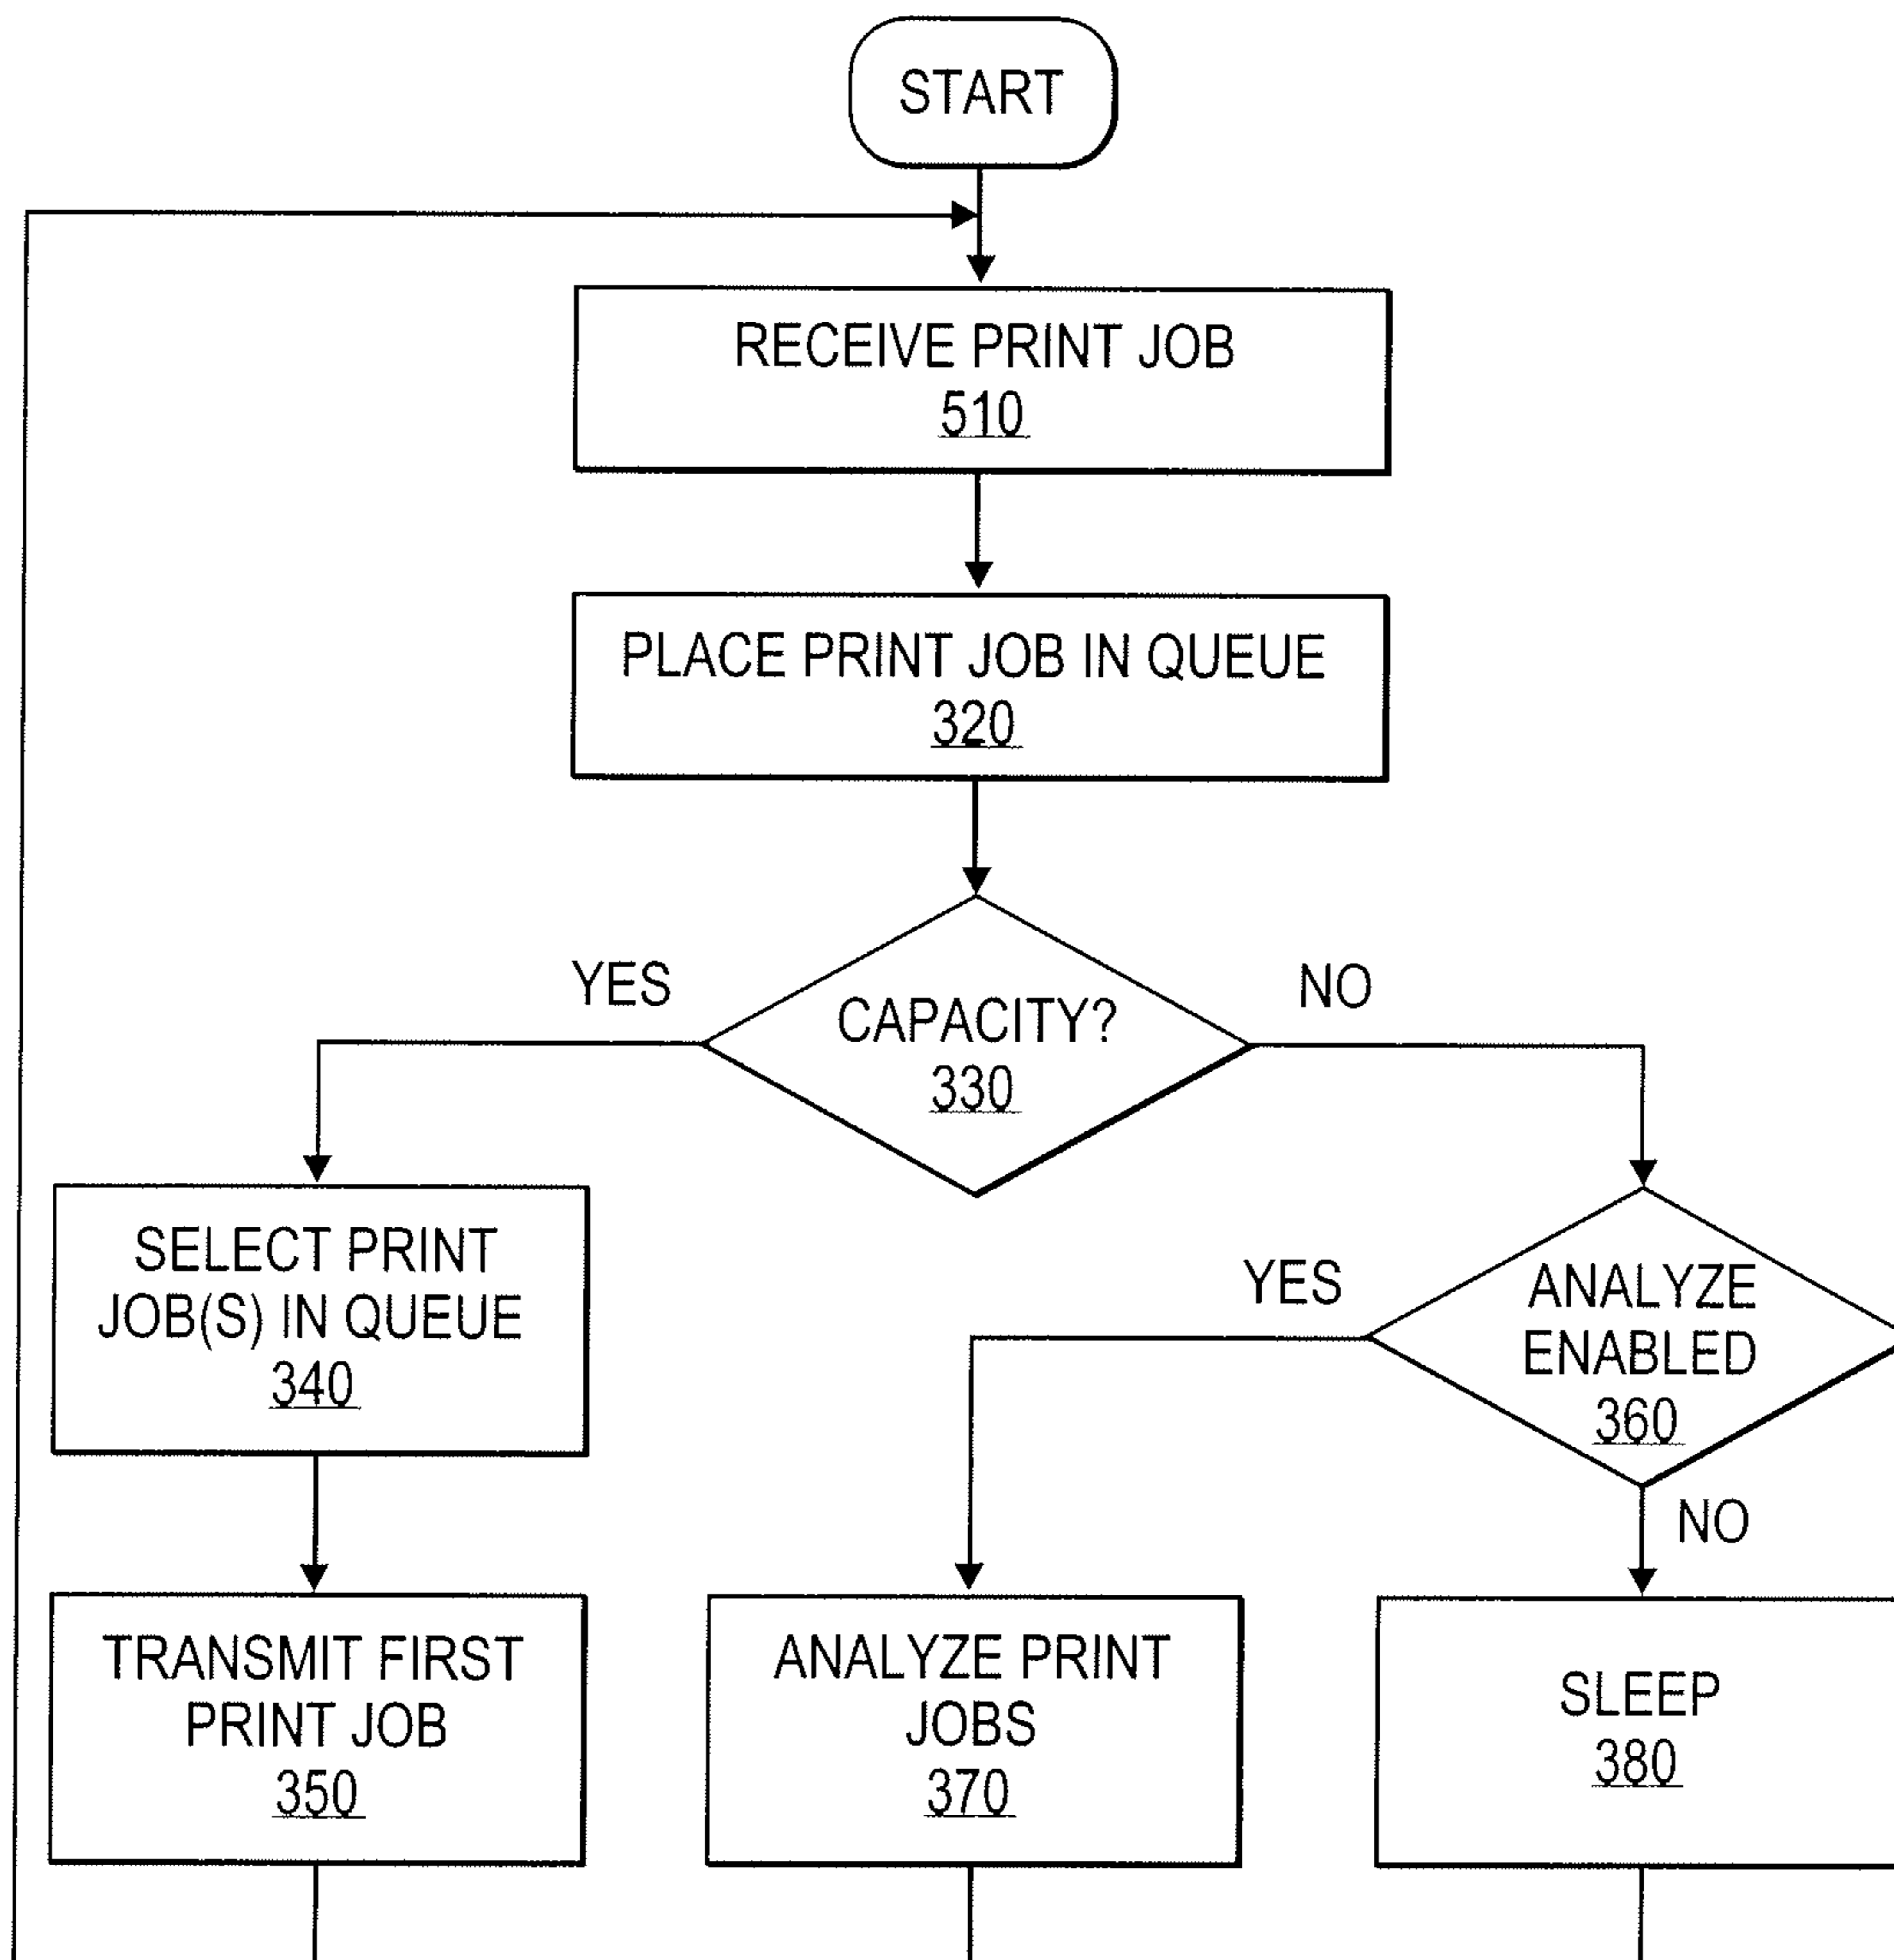 START
RECEIVE PRINT JOB
510
PLACE PRINT JOB IN QUEUE
320
YES
NO
CAPACITY?
330
SELECT PRINT
JOB(S) IN QUEUE
340
YES
ANALYZE
ENABLED
360
NO
TRANSMIT FIRST
PRINT JOB
350
ANALYZE PRINT
JOBS
370
SLEEP
380